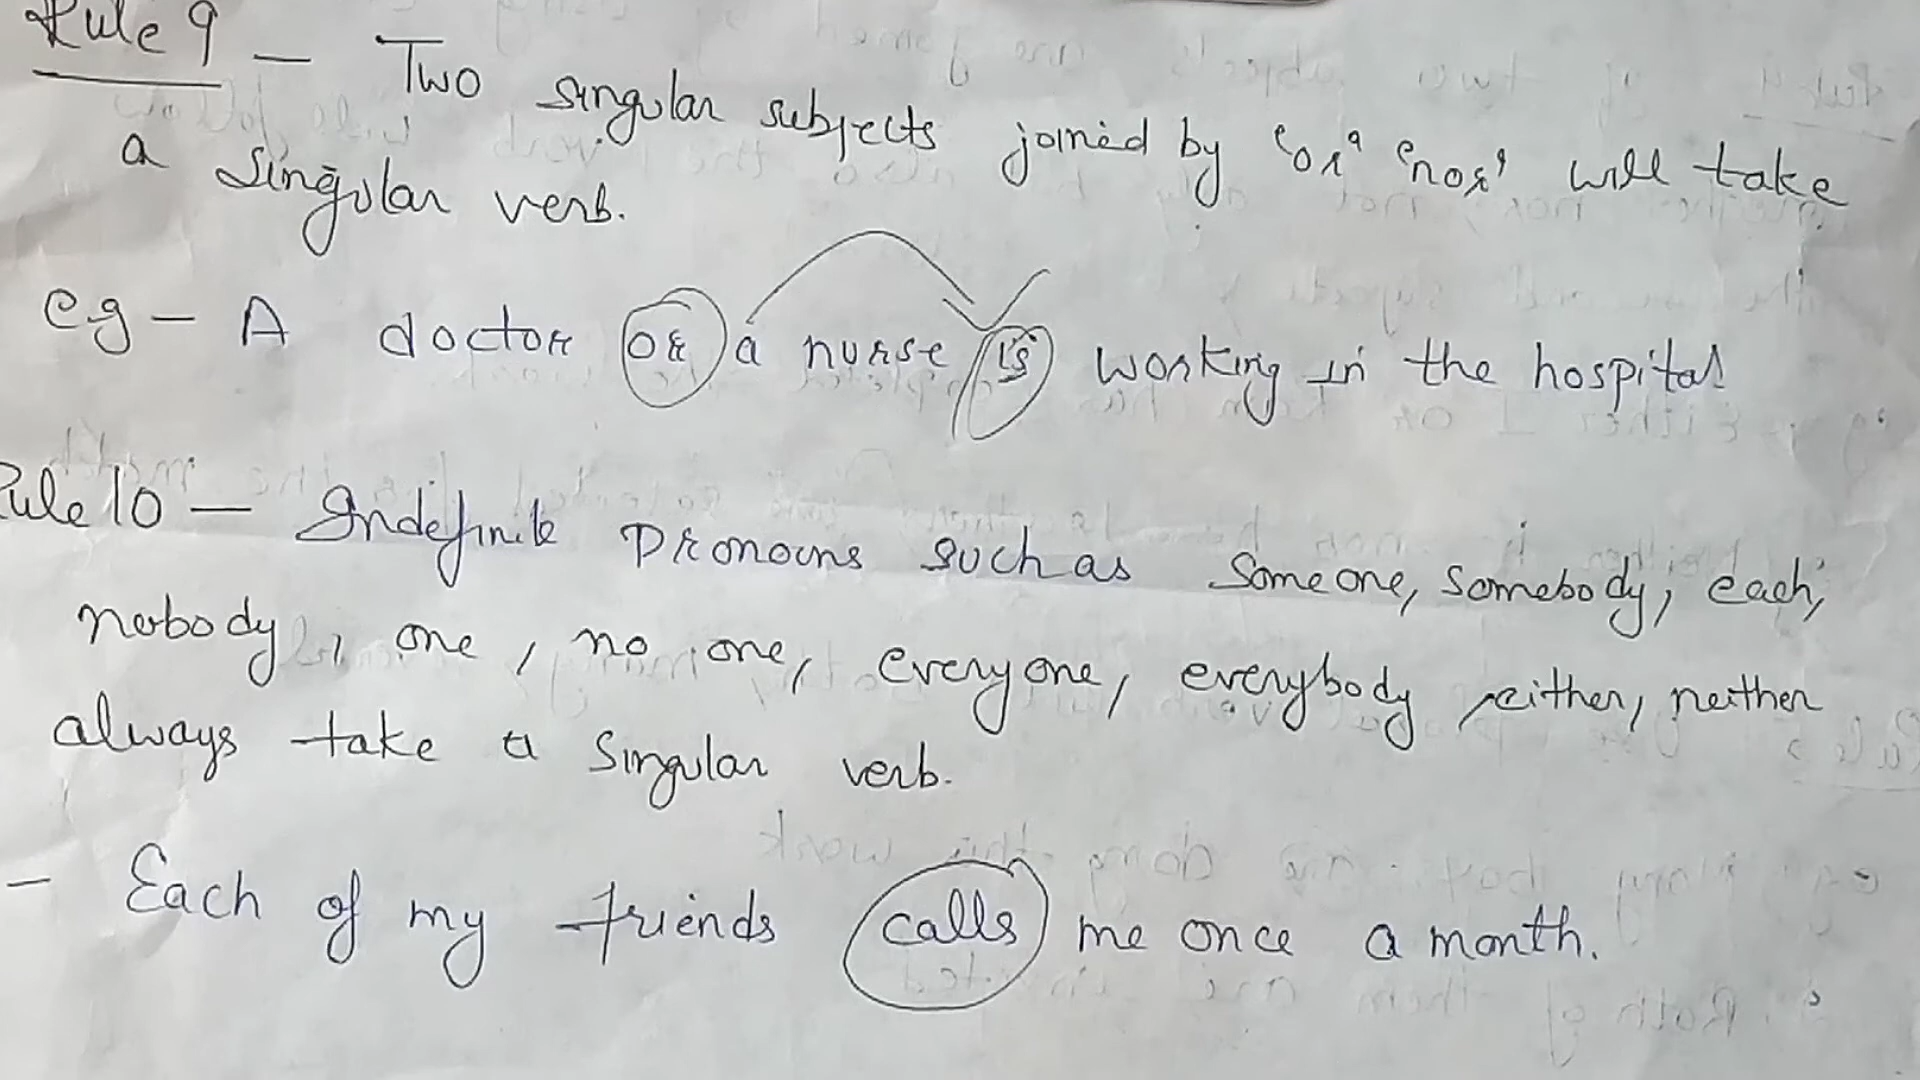 Rule 9 — Two singular subjects joined by 'or' 'nor' will take
a singular verb.
eg — A doctor or a nurse is working in the hospital
Rule 10 — Indefinite Pronouns such as someone, somebody, each,
nobody, one, no one, everyone, everybody, either, neither
always take a singular verb.
— Each of my friends calls me once a month.